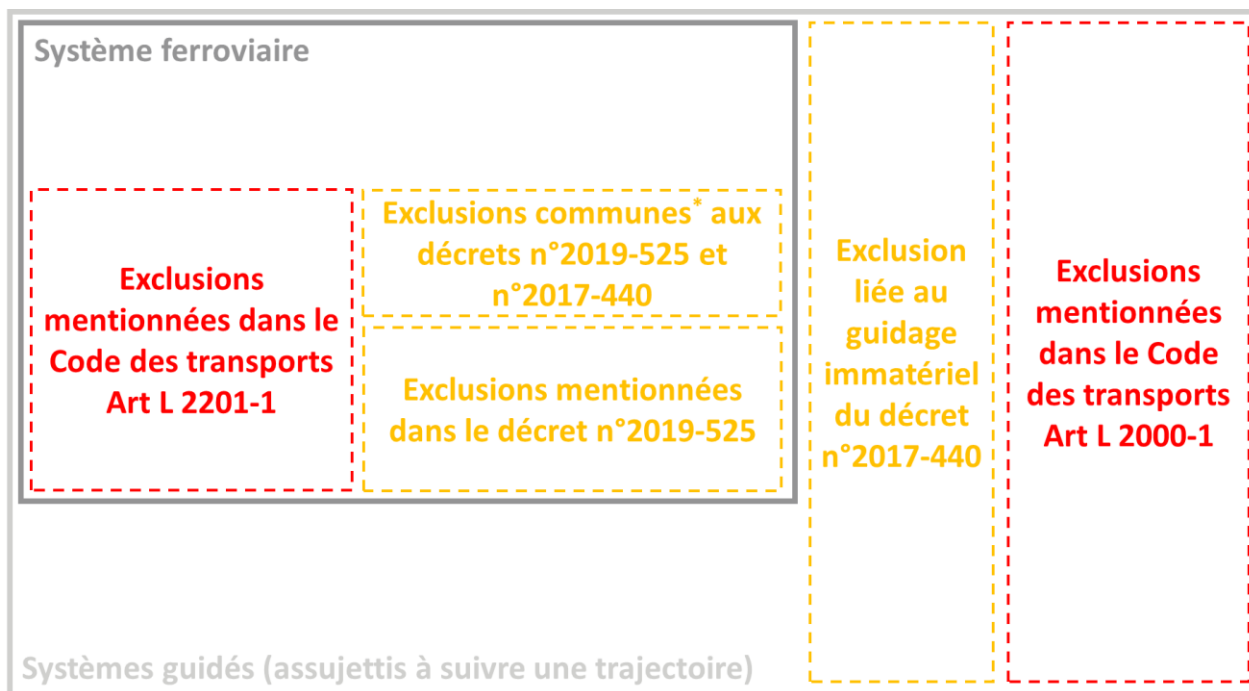 Système ferroviaire
Exclusions
mentionnées dans le
Code des transports
Art L 2201-1
Exclusions communes* aux
décrets n°2019-525 et
n°2017-440
Exclusions mentionnées
dans le décret n°2019-525
Exclusion
liée au
guidage
immatériel
du décret
n°2017-440
Exclusions
mentionnées
dans le Code
des transports
Art L 2000-1
Systèmes guidés (assujettis à suivre une trajectoire)